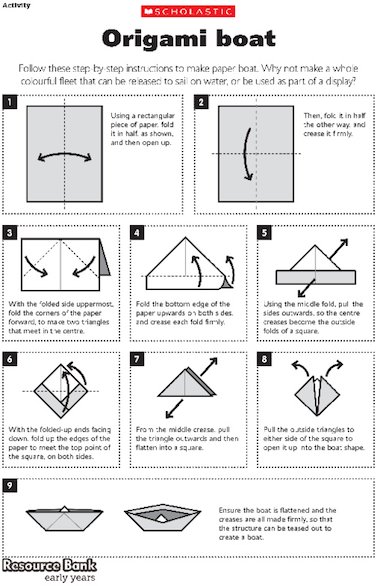 Activity
SCHOLASTIC
Origami boat
Follow these step-by-step instructions to make paper boat. Why not make a whole
colourful fleet that can be released to sail on water, or be used as part of a display?
1
Using a rectangular
piece of paper, fold
it in half, as shown,
and then open up.
2
Then, fold it in half
the other way, and
crease it firmly.
3
With the folded side uppermost,
fold the corners of the paper
forward, to make two triangles
that meet in the centre.
4
Fold the bottom edge of the
paper upwards on both sides,
and crease each fold firmly.
5
Using the middle fold, pull the
sides outwards, so the centre
creases become the outside
folds of a square.
6
With the folded-up ends facing
down, fold up the edges of the
paper to meet the top point of
the square, on both sides.
7
From the middle crease, pull
the triangle outwards and then
flatten into a square.
8
Pull the outside triangles to
either side of the square to
open it up into the boat shape.
9
Ensure the boat is flattened and the
creases are all made firmly, so that
the structure can be teased out to
create a boat.
Resource Bank
early years